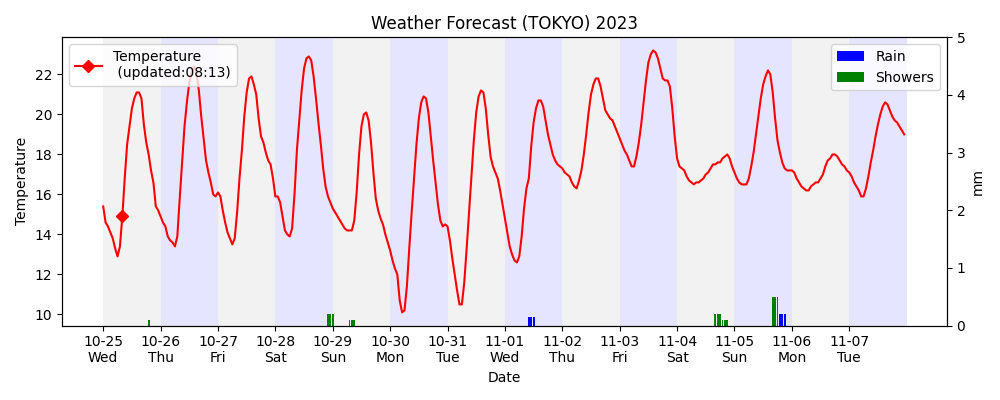 Weather Forecast (TOKYO) 2023
Temperature
(updated:08:13)
Rain
Showers
Temperature
22
20
18
16
14
12
10
5
4
3
2
1
0
mm
10-25 10-26 10-27 10-28 10-29 10-30 10-31 11-01 11-02 11-03 11-04 11-05 11-06 11-07
Wed Thu Fri Sat Sun Mon Tue Wed Thu Fri Sat Sun Mon Tue
Date